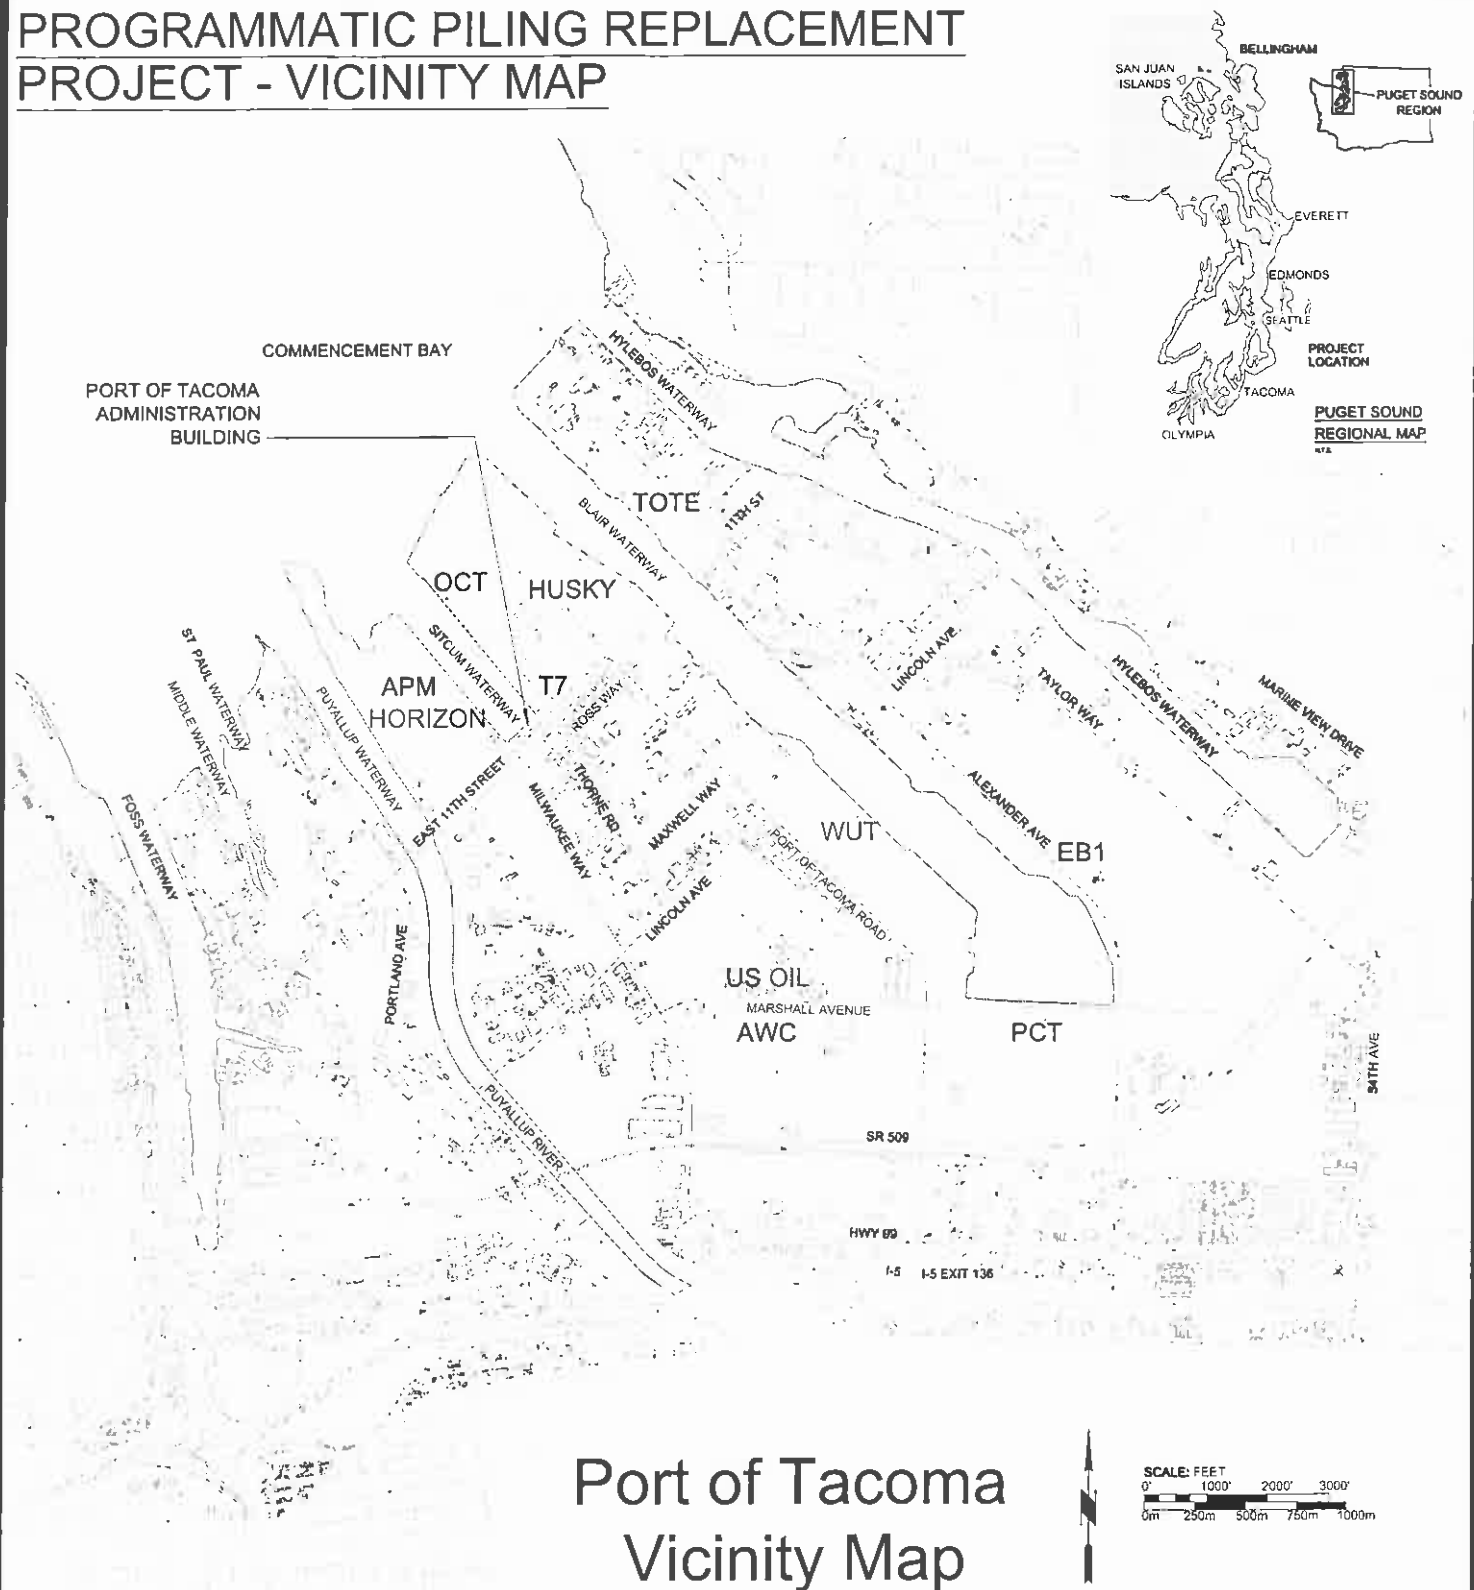 PROGRAMMATIC PILING REPLACEMENT
PROJECT - VICINITY MAP
BELLINGHAM
SAN JUAN
ISLANDS
PUGET SOUND
REGION
EVERETT
EDMONDS
SEATTLE
PROJECT
LOCATION
TACOMA
OLYMPIA
PUGET SOUND
REGIONAL MAP
COMMENCEMENT BAY
PORT OF TACOMA
ADMINISTRATION
BUILDING
HYLEBOS WATERWAY
TOTE
11TH ST
BLAIR WATERWAY
OCT
HUSKY
SITCUM WATERWAY
ST PAUL WATERWAY
MIDDLE WATERWAY
PUYALLUP WATERWAY
APM
HORIZON
T7
ROSS WAY
LINCOLN AVE
TAYLOR WAY
HYLEBOS WATERWAY
MARINE VIEW DRIVE
FOSS WATERWAY
EAST 11TH STREET
MILWAUKEE WAY
THORNE RD
MAXWELL WAY
LINCOLN AVE
PORT OF TACOMA ROAD
WUT
ALEXANDER AVE
EB1
PORTLAND AVE
US OIL
MARSHALL AVENUE
AWC
PCT
54TH AVE
PUYALLUP RIVER
SR 509
HWY 99
I-5
I-5 EXIT 136
Port of Tacoma
Vicinity Map
SCALE: FEET
0' 1000' 2000' 3000'
0m 250m 500m 750m 1000m